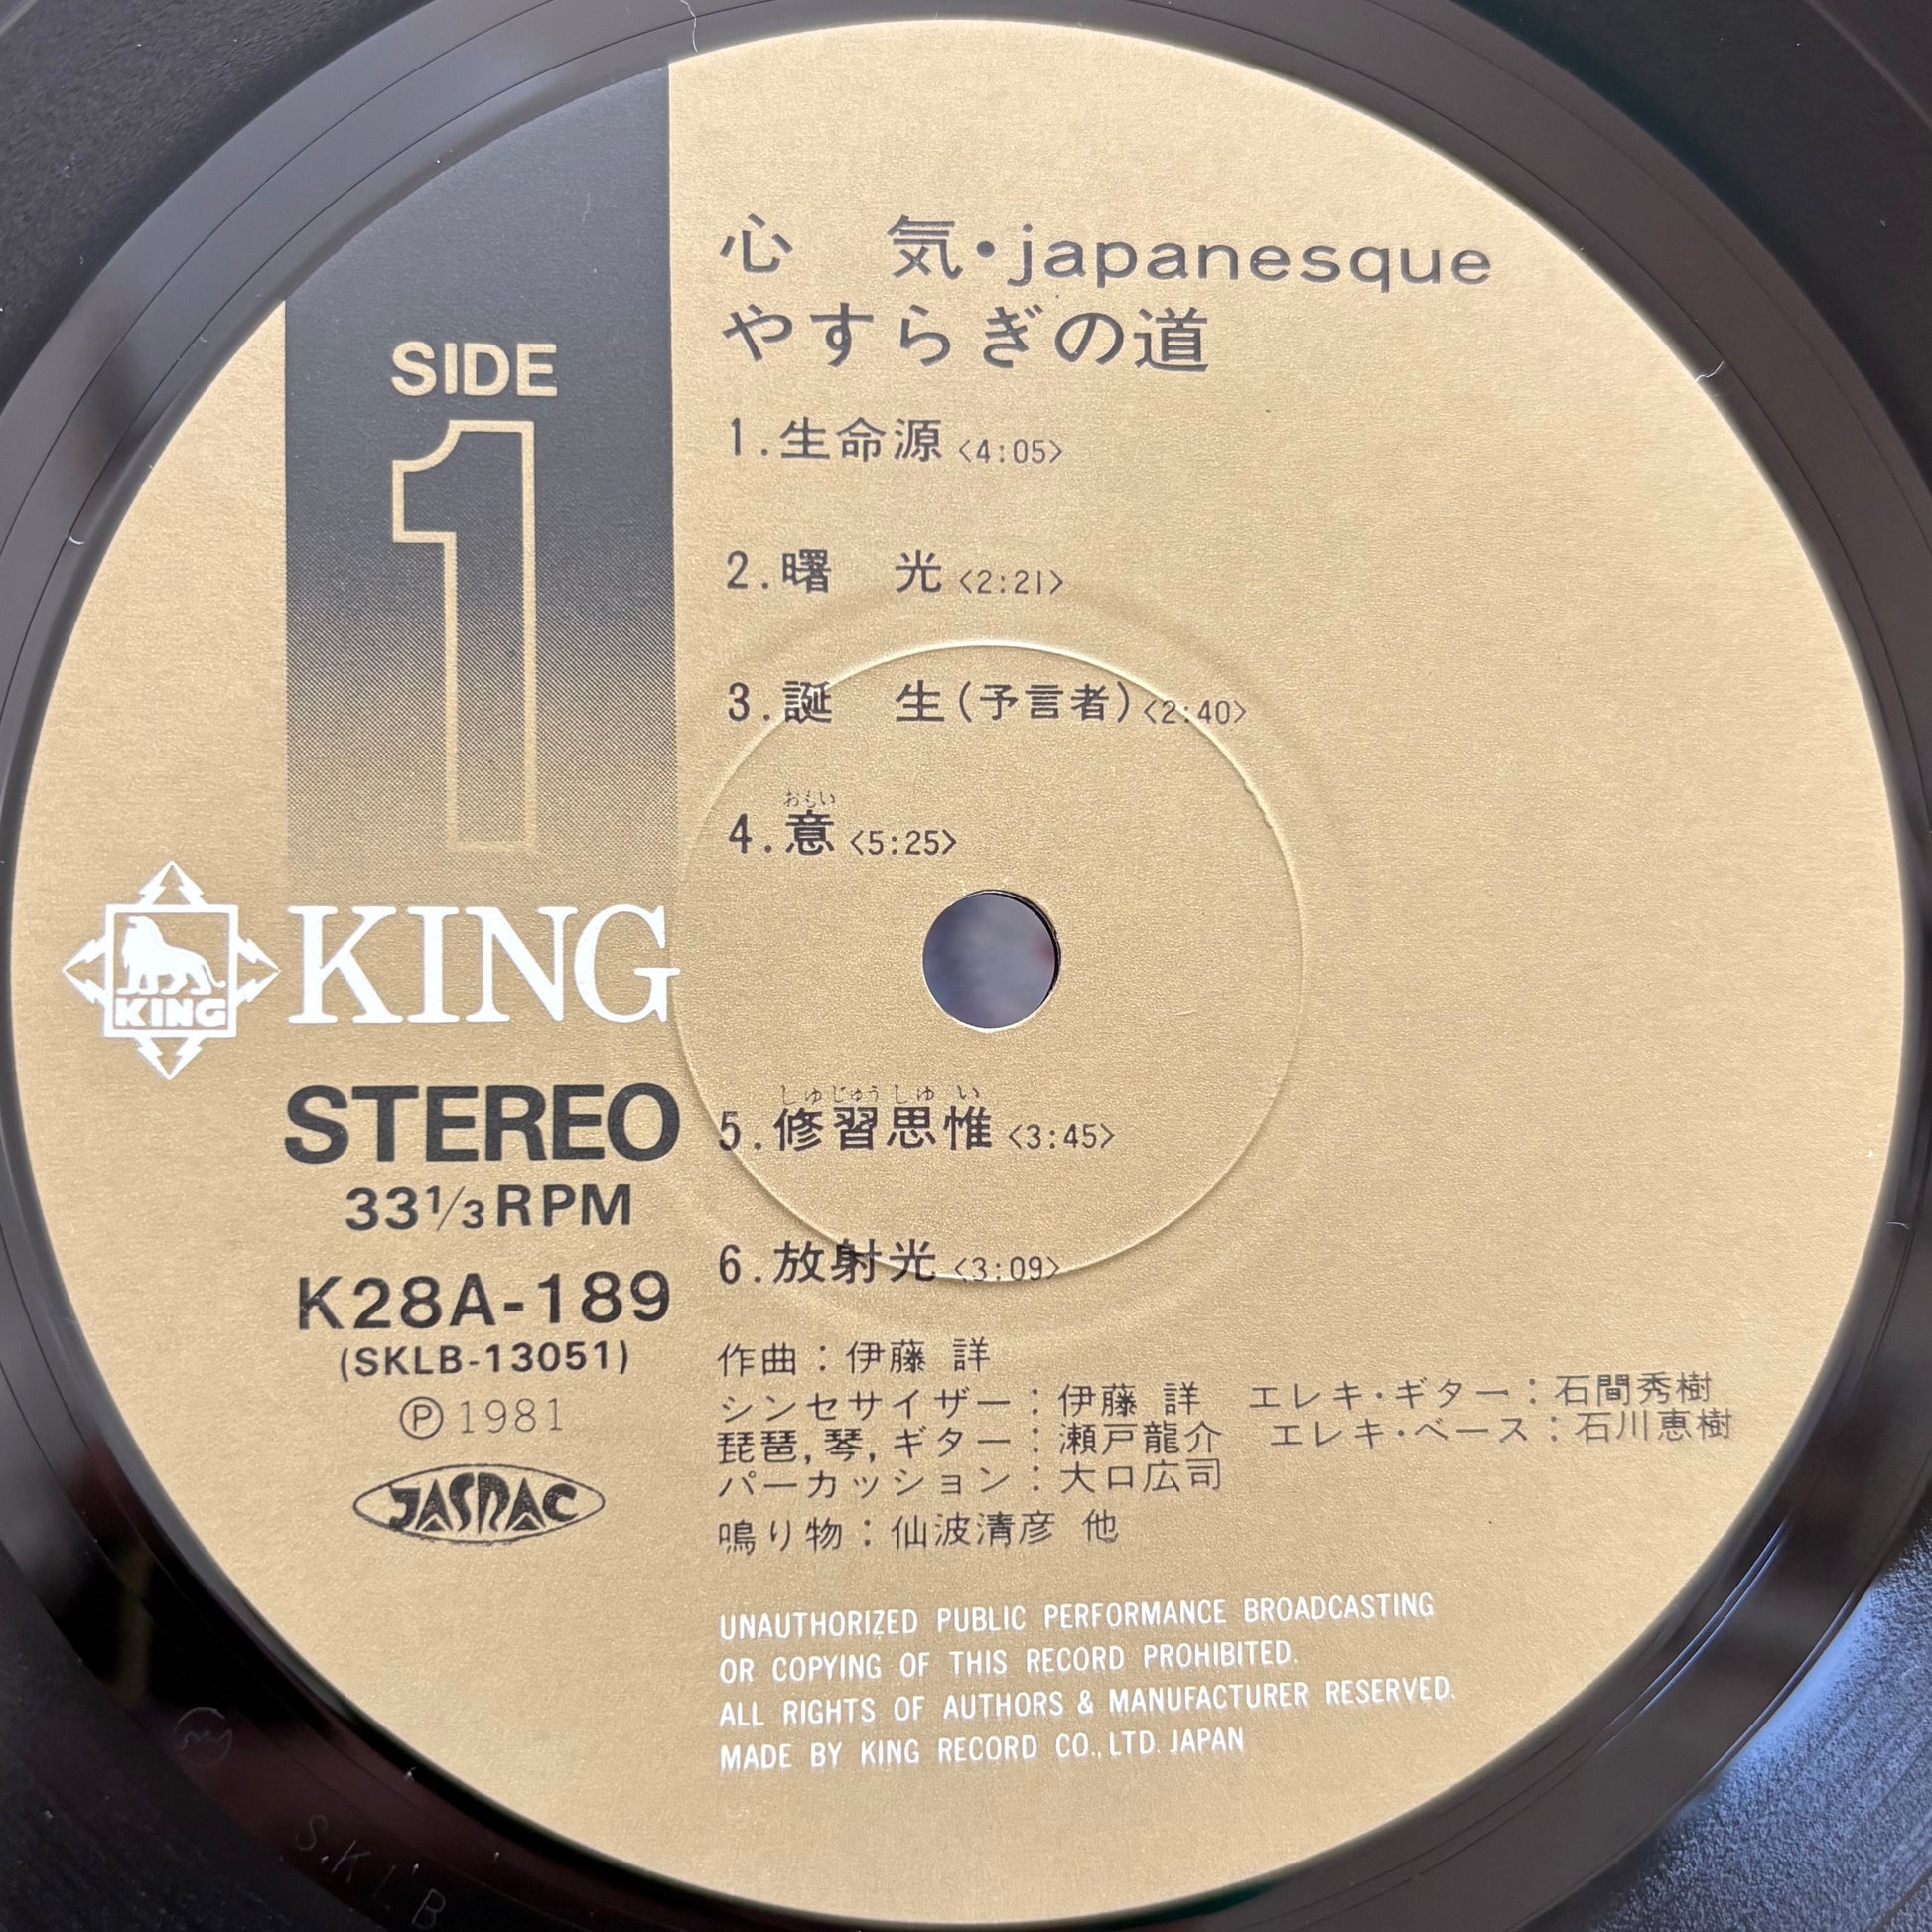 心　気・japanesque
やすらぎの道
SIDE
1
1.生命源<4:05>
2.曙　光<2:21>
3.誕　生(予言者)<2:40>
おもい
4.意<5:25>
KING
KING
しゅじゅうしゅい
5.修習思惟<3:45>
6.放射光<3:09>
STEREO
33⅓RPM
K28A-189
(SKLB-13051)
Ⓟ1981
JASRAC
作曲：伊藤 詳
シンセサイザー：伊藤 詳　エレキ・ギター：石間秀樹
琵琶,琴,ギター：瀬戸龍介　エレキ・ベース：石川恵樹
パーカッション：大口広司
鳴り物：仙波清彦 他
UNAUTHORIZED PUBLIC PERFORMANCE BROADCASTING
OR COPYING OF THIS RECORD PROHIBITED.
ALL RIGHTS OF AUTHORS & MANUFACTURER RESERVED.
MADE BY KING RECORD CO., LTD. JAPAN
S.K.L.B